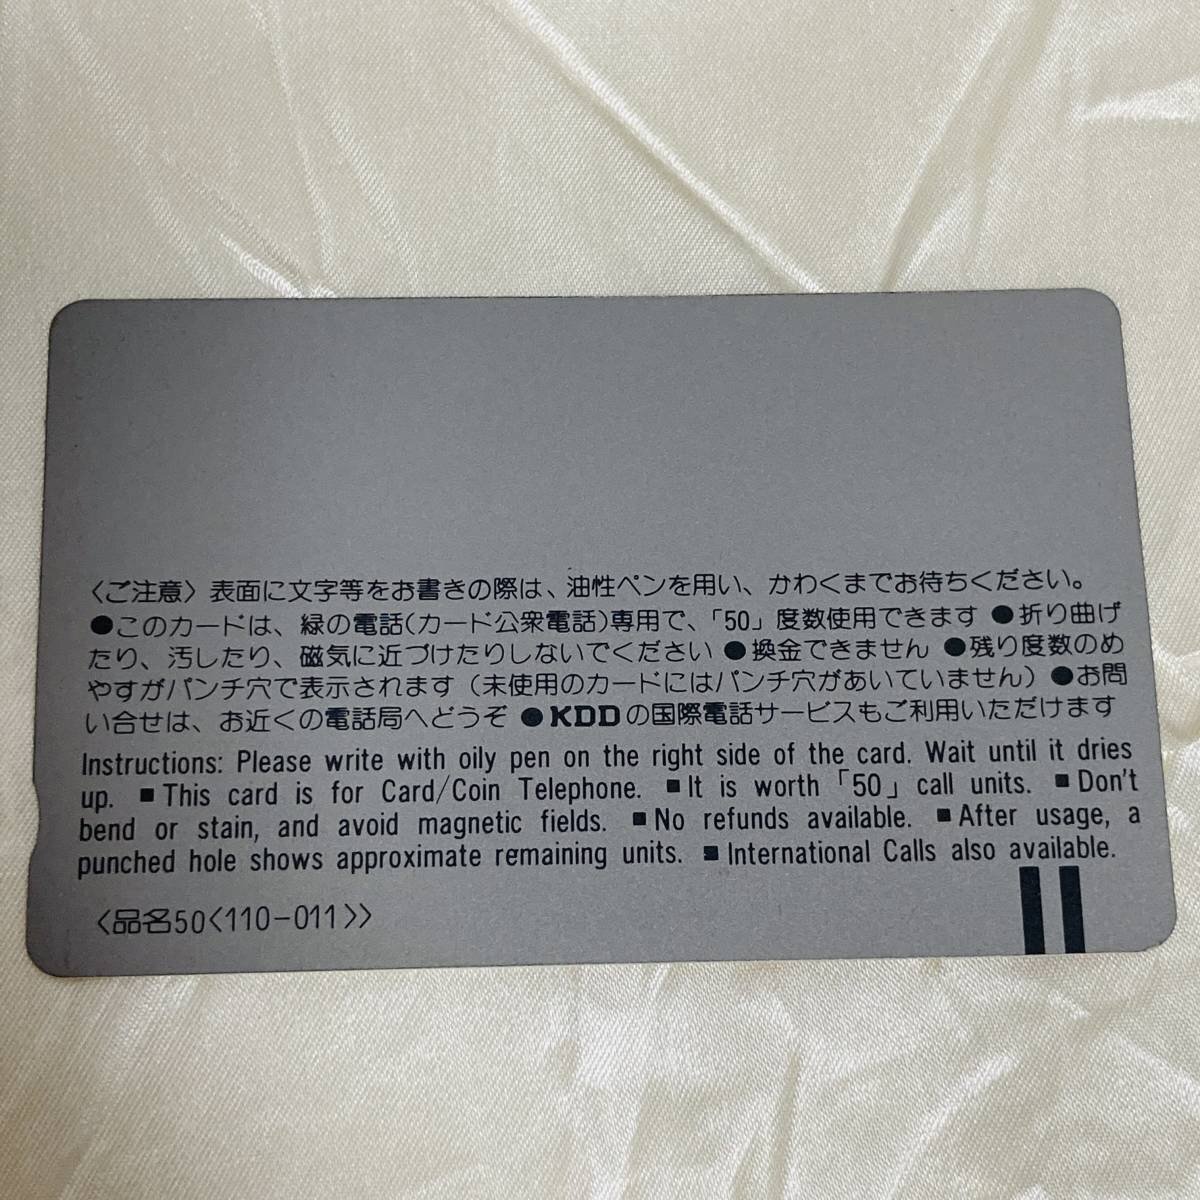 〈ご注意〉表面に文字等をお書きの際は、油性ペンを用い、かわくまでお待ちください。
●このカードは、緑の電話(カード公衆電話)専用で、「50」度数使用できます ●折り曲げ
たり、汚したり、磁気に近づけたりしないでください ●換金できません ●残り度数のめ
やすがパンチ穴で表示されます(未使用のカードにはパンチ穴があいていません) ●お問
い合せは、お近くの電話局へどうぞ ●KDDの国際電話サービスもご利用いただけます
Instructions: Please write with oily pen on the right side of the card. Wait until it dries
up. ■This card is for Card/Coin Telephone. ■It is worth「50」call units. ■Don't
bend or stain, and avoid magnetic fields. ■No refunds available. ■After usage, a
punched hole shows approximate remaining units. ■International Calls also available.
〈品名50〈110-011〉〉